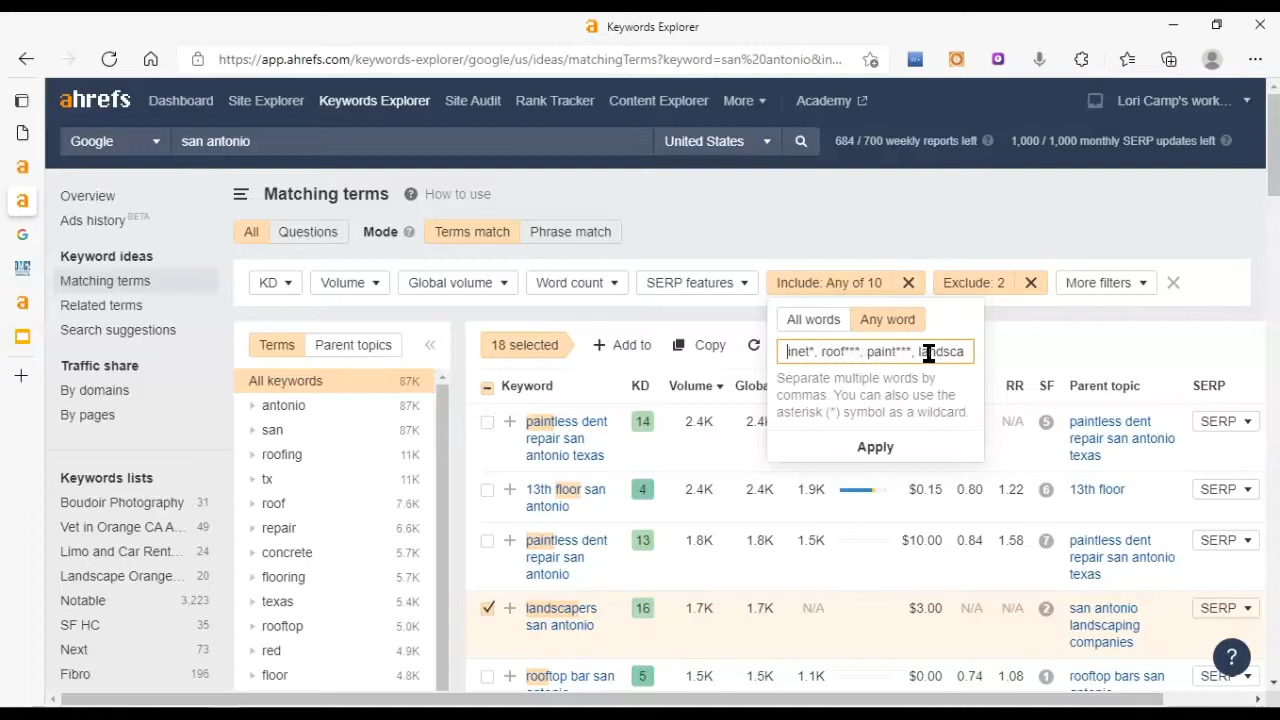 Keywords Explorer
https://app.ahrefs.com/keywords-explorer/google/us/ideas/matchingTerms?keyword=san%20antonio&in...
ahrefs Dashboard Site Explorer Keywords Explorer Site Audit Rank Tracker Content Explorer More Academy Lori Camp's work...
Google san antonio United States 684 / 700 weekly reports left 1,000 / 1,000 monthly SERP updates left
Overview
Ads history BETA
Keyword ideas
Matching terms
Related terms
Search suggestions
Traffic share
By domains
By pages
Keywords lists
Boudoir Photography 31
Vet in Orange CA A... 49
Limo and Car Rent... 24
Landscape Orange... 20
Notable 3,223
SF HC 35
Next 73
Fibro 196
Matching terms How to use
All Questions Mode Terms match Phrase match
KD Volume Global volume Word count SERP features Include: Any of 10 Exclude: 2 More filters
Terms Parent topics
All keywords 87K
antonio 87K
san 87K
roofing 11K
tx 11K
roof 7.6K
repair 6.6K
concrete 5.7K
flooring 5.7K
texas 5.4K
rooftop 5.0K
red 4.9K
floor 4.8K
All words Any word
inet*, roof***, paint***, landsca
Separate multiple words by
commas. You can also use the
asterisk (*) symbol as a wildcard.
Apply
18 selected + Add to Copy
Keyword KD Volume Globa RR SF Parent topic SERP
paintless dent repair san antonio texas 14 2.4K 2.4K N/A 5 paintless dent repair san antonio texas SERP
13th floor san antonio 4 2.4K 2.4K 1.9K $0.15 0.80 1.22 6 13th floor SERP
paintless dent repair san antonio 13 1.8K 1.8K 1.5K $10.00 0.84 1.58 7 paintless dent repair san antonio texas SERP
landscapers san antonio 16 1.7K 1.7K N/A $3.00 N/A N/A 2 san antonio landscaping companies SERP
rooftop bar san 5 1.5K 1.5K 1.1K $0.00 0.74 1.08 1 rooftop bars san SER
?